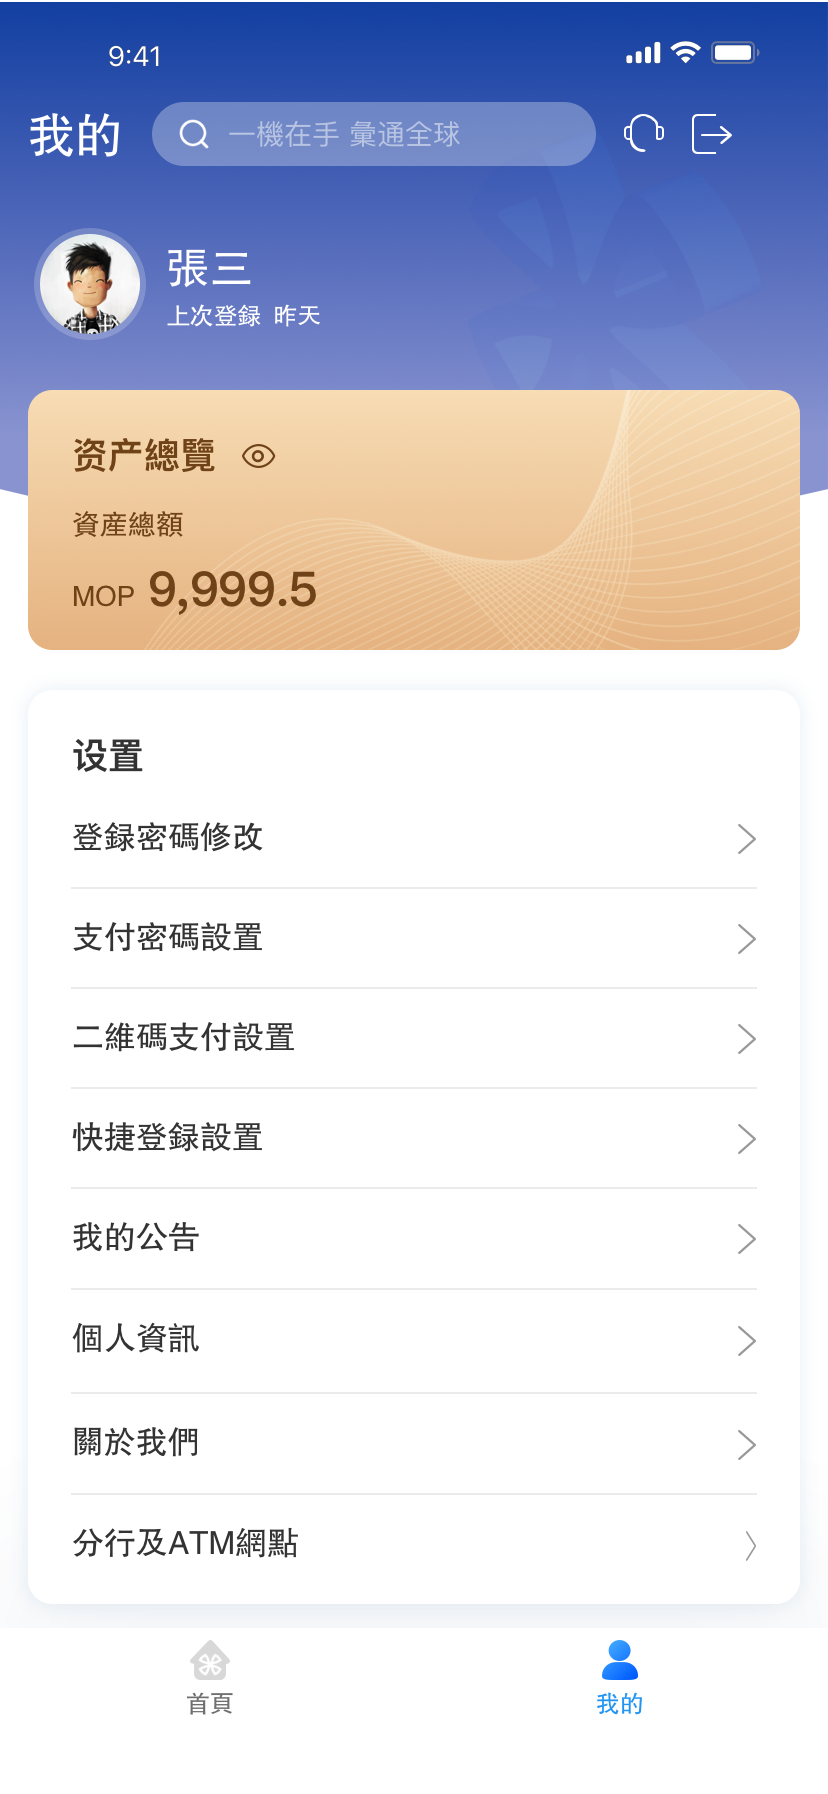 9:41
我的
一機在手 彙通全球
張三
上次登録 昨天
资产總覽
資産總額
MOP 9,999.5
设置
登録密碼修改
支付密碼設置
二維碼支付設置
快捷登録設置
我的公告
個人資訊
關於我們
分行及ATM網點
首頁
我的